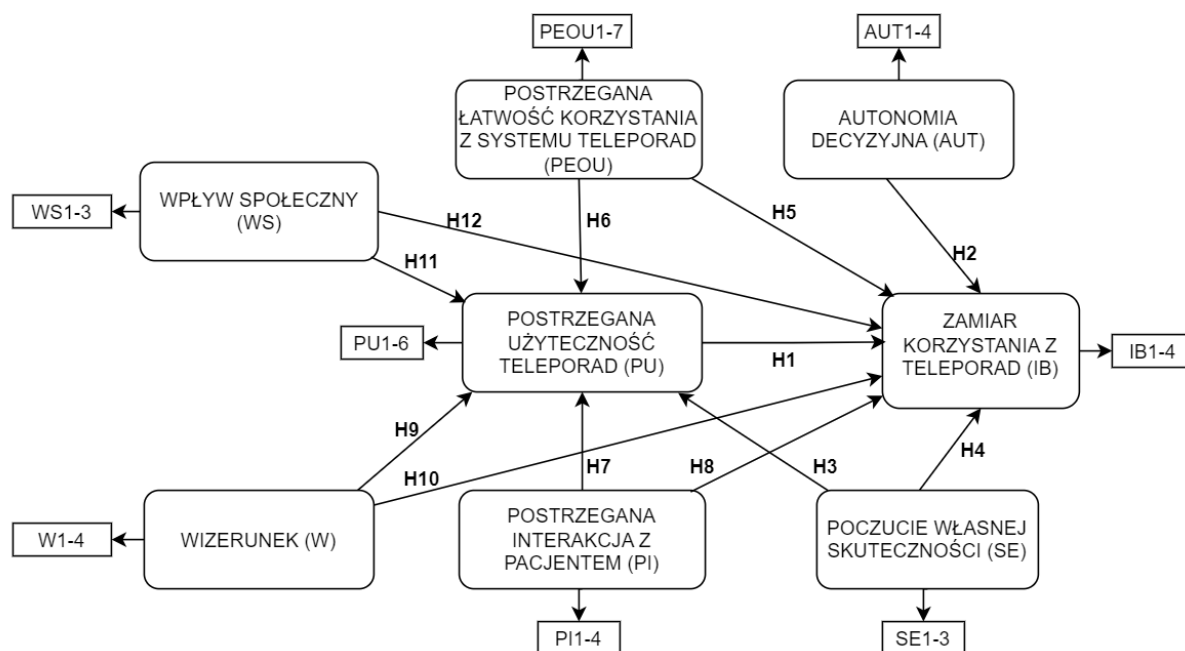 PEOU1-7
AUT1-4
POSTRZEGANA
ŁATWOŚĆ KORZYSTANIA
Z SYSTEMU TELEPORAD
(PEOU)
AUTONOMIA
DECYZYJNA (AUT)
WS1-3
WPŁYW SPOŁECZNY
(WS)
H12
H6
H5
H11
H2
PU1-6
POSTRZEGANA
UŻYTECZNOŚĆ
TELEPORAD (PU)
H1
ZAMIAR
KORZYSTANIA Z
TELEPORAD (IB)
IB1-4
H9
H10
H7
H8
H3
H4
W1-4
WIZERUNEK (W)
POSTRZEGANA
INTERAKCJA Z
PACJENTEM (PI)
POCZUCIE WŁASNEJ
SKUTECZNOŚCI (SE)
PI1-4
SE1-3